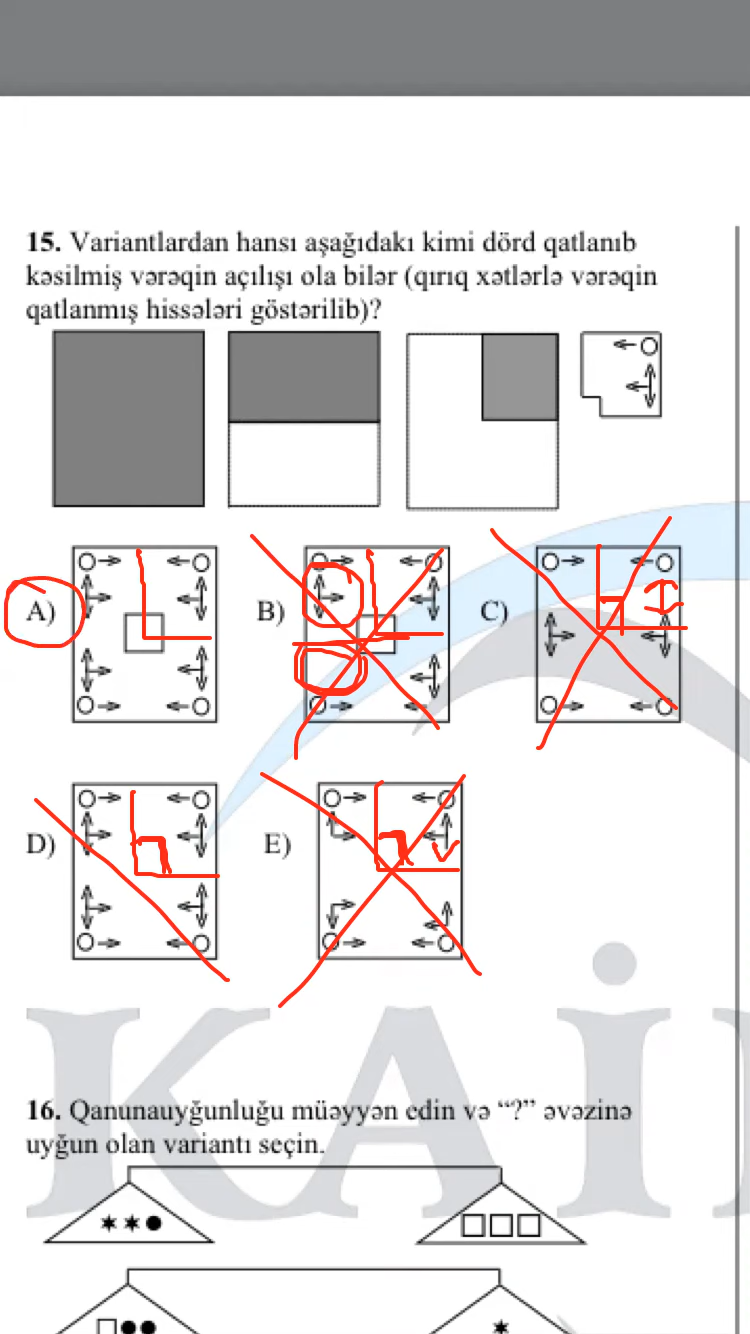 15. Variantlardan hansı aşağıdakı kimi dörd qatlanıb
kəsilmiş vərəqin açılışı ola bilər (qırıq xətlərlə vərəqin
qatlanmış hissələri göstərilib)?
A)
B)
C)
D)
E)
16. Qanunauyğunluğu müəyyən edin və “?” əvəzinə
uyğun olan variantı seçin.